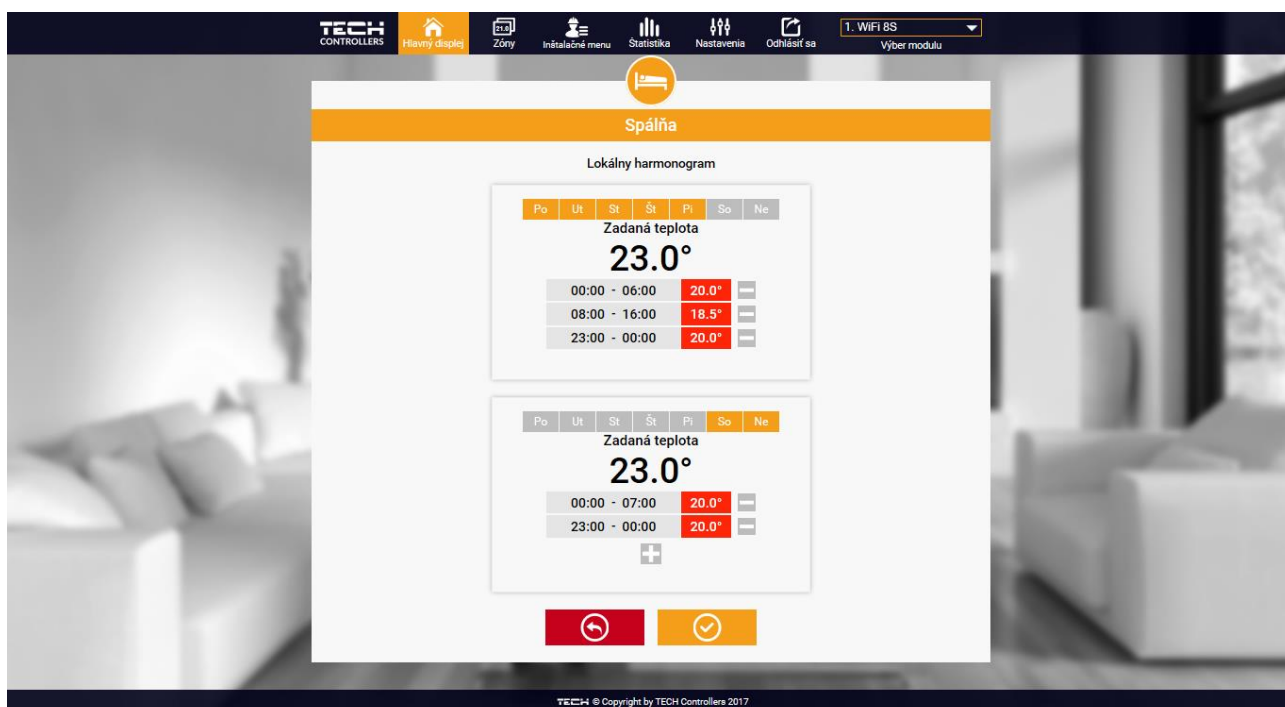 TECH
CONTROLLERS
Hlavný displej
21.0
Zóny
Inštalačné menu
Štatistika
Nastavenia
Odhlásiť sa
1. WiFi 8S
Výber modulu
Spálňa
Lokálny harmonogram
Po Ut St Št Pi So Ne
Zadaná teplota
23.0°
00:00 - 06:00 20.0°
08:00 - 16:00 18.5°
23:00 - 00:00 20.0°
Po Ut St Št Pi So Ne
Zadaná teplota
23.0°
00:00 - 07:00 20.0°
23:00 - 00:00 20.0°
TECH © Copyright by TECH Controllers 2017